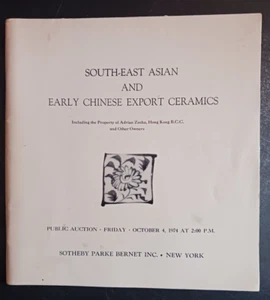 SOUTH-EAST ASIAN
AND
EARLY CHINESE EXPORT CERAMICS
Including the Property of Adrian Zecha, Hong Kong B.C.C.
and Other Owners
PUBLIC AUCTION · FRIDAY · OCTOBER 4, 1974 AT 2:00 P.M.
SOTHEBY PARKE BERNET INC. · NEW YORK